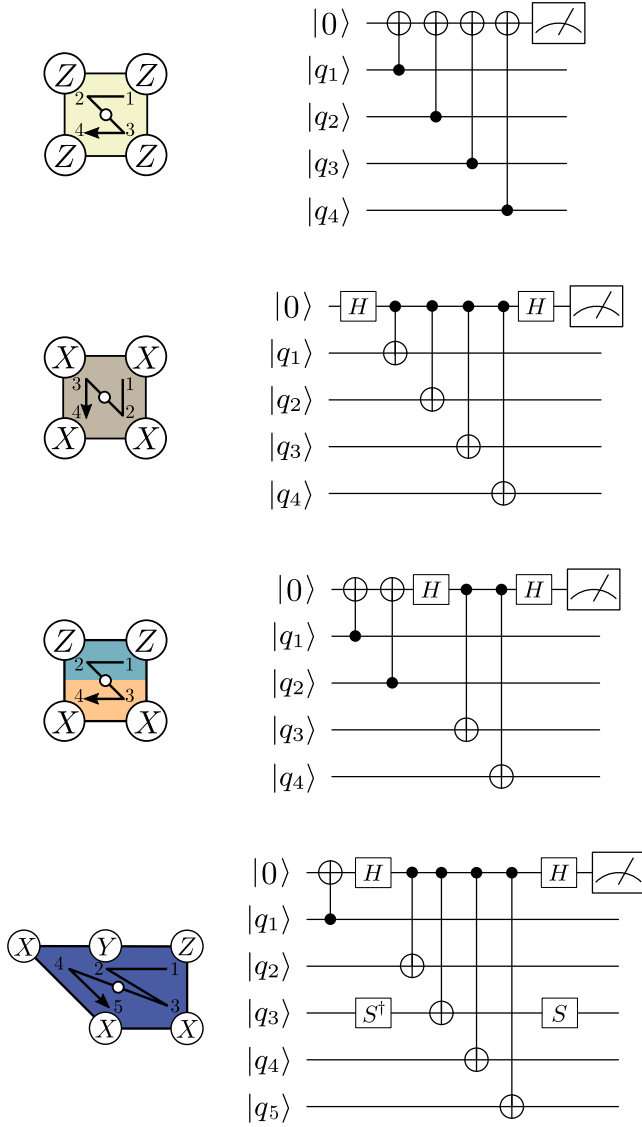 Z Z |0⟩
2 1 |q₁⟩
4 3 |q₂⟩
Z Z |q₃⟩
|q₄⟩
|0⟩ H H
X X |q₁⟩
3 1 |q₂⟩
4 2
X X |q₃⟩
|q₄⟩
|0⟩ H H
Z Z |q₁⟩
2 1 |q₂⟩
4 3
X X |q₃⟩
|q₄⟩
|0⟩ H H
|q₁⟩
X Y Z |q₂⟩
4 2 1
5 3 |q₃⟩ S† S
X X |q₄⟩
|q₅⟩